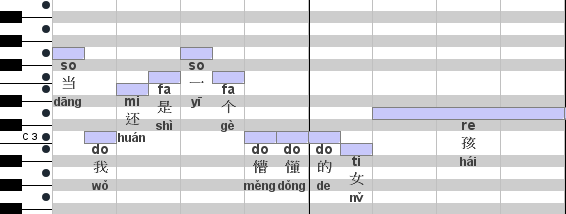 so
当
dāng
do
我
wǒ
mi
还
huán
fa
是
shì
so
一
yī
fa
个
gè
do
懵
měng
do
懂
dǒng
do
的
de
ti
女
nǚ
re
孩
hái
C3